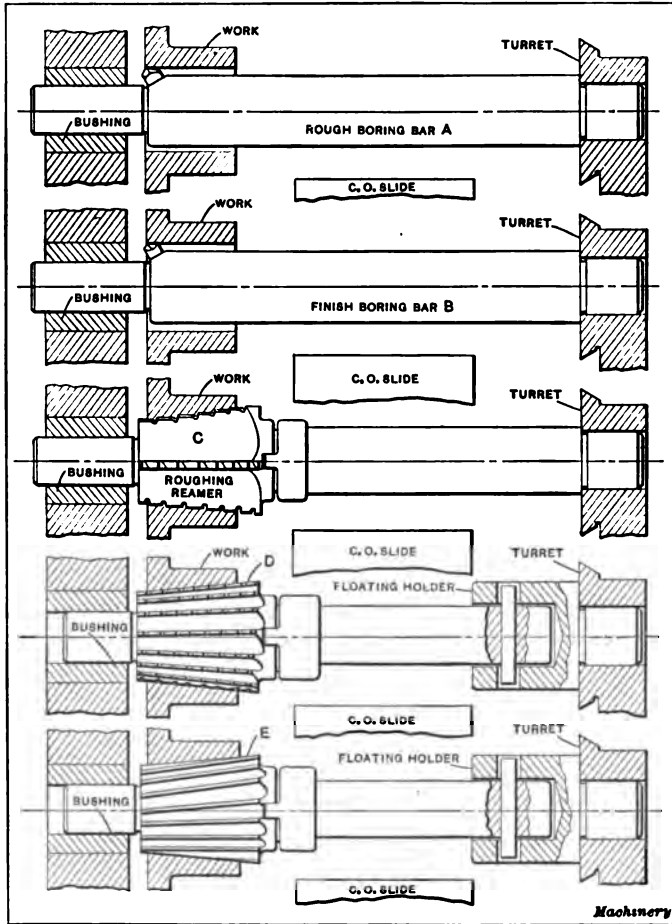 WORK
TURRET
BUSHING
ROUGH BORING BAR A
C.O. SLIDE
WORK
TURRET
BUSHING
FINISH BORING BAR B
C.O. SLIDE
WORK
TURRET
C
BUSHING
ROUGHING
REAMER
C.O. SLIDE
WORK
D
TURRET
FLOATING HOLDER
BUSHING
C.O. SLIDE
E
TURRET
FLOATING HOLDER
BUSHING
C.O. SLIDE
Machinery